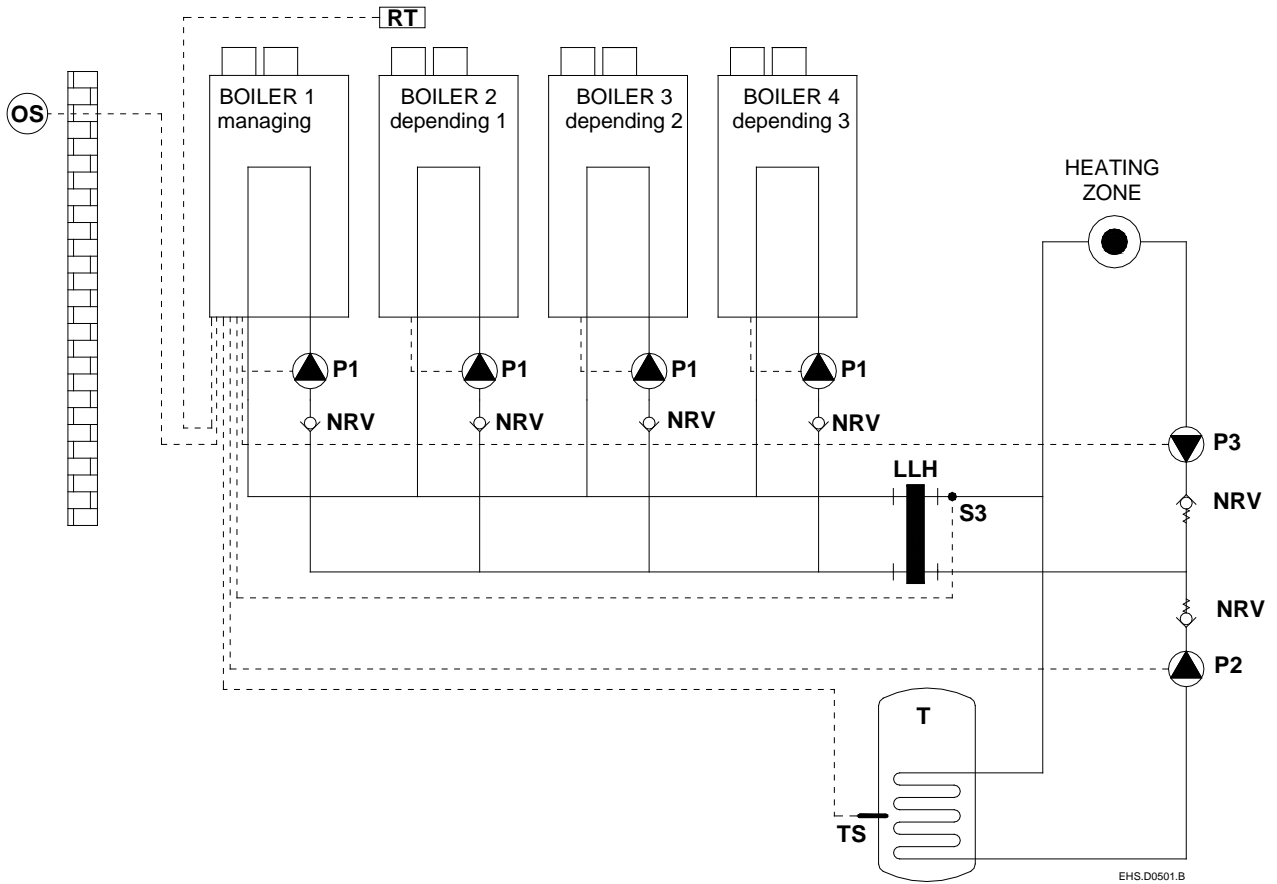 RT
OS
BOILER 1
managing
BOILER 2
depending 1
BOILER 3
depending 2
BOILER 4
depending 3
HEATING
ZONE
P1
P1
P1
P1
NRV
NRV
NRV
NRV
P3
LLH
S3
NRV
NRV
P2
T
TS
EHS.D0501.B